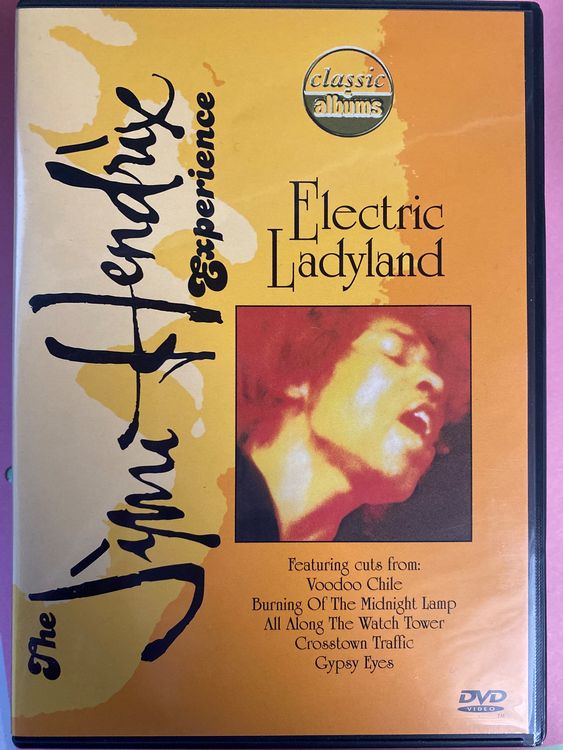 The Jimi Hendrix
Experience
classic
albums
Electric
Ladyland
Featuring cuts from:
Voodoo Chile
Burning Of The Midnight Lamp
All Along The Watch Tower
Crosstown Traffic
Gypsy Eyes
DVD
VIDEO
TM